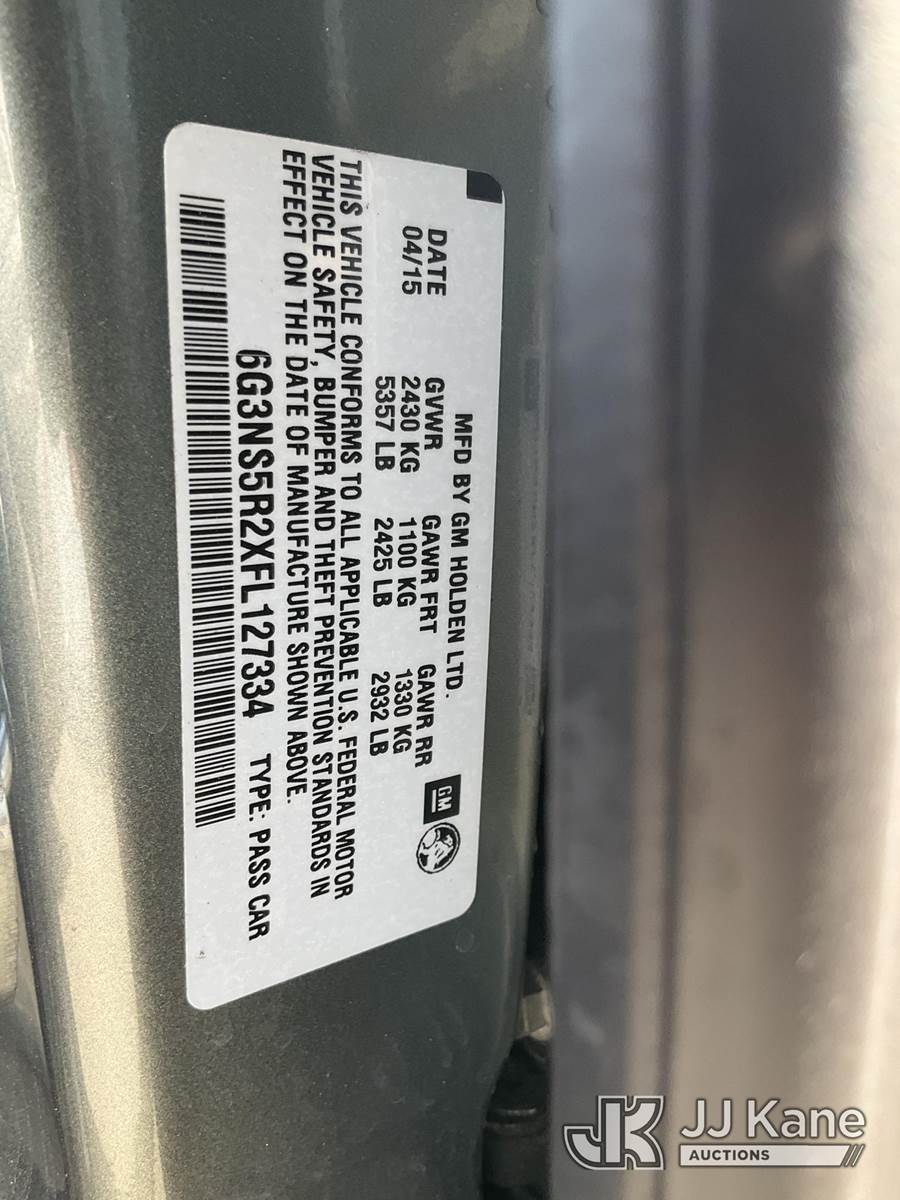 MFD BY GM HOLDEN LTD.
DATE GVWR GAWR FRT GAWR RR
04/15 2430 KG 1100 KG 1330 KG
5357 LB 2425 LB 2932 LB
GM
THIS VEHICLE CONFORMS TO ALL APPLICABLE U.S. FEDERAL MOTOR
VEHICLE SAFETY, BUMPER AND THEFT PREVENTION STANDARDS IN
EFFECT ON THE DATE OF MANUFACTURE SHOWN ABOVE.
6G3NS5R2XFL127334 TYPE: PASS CAR
JK JJ Kane
AUCTIONS